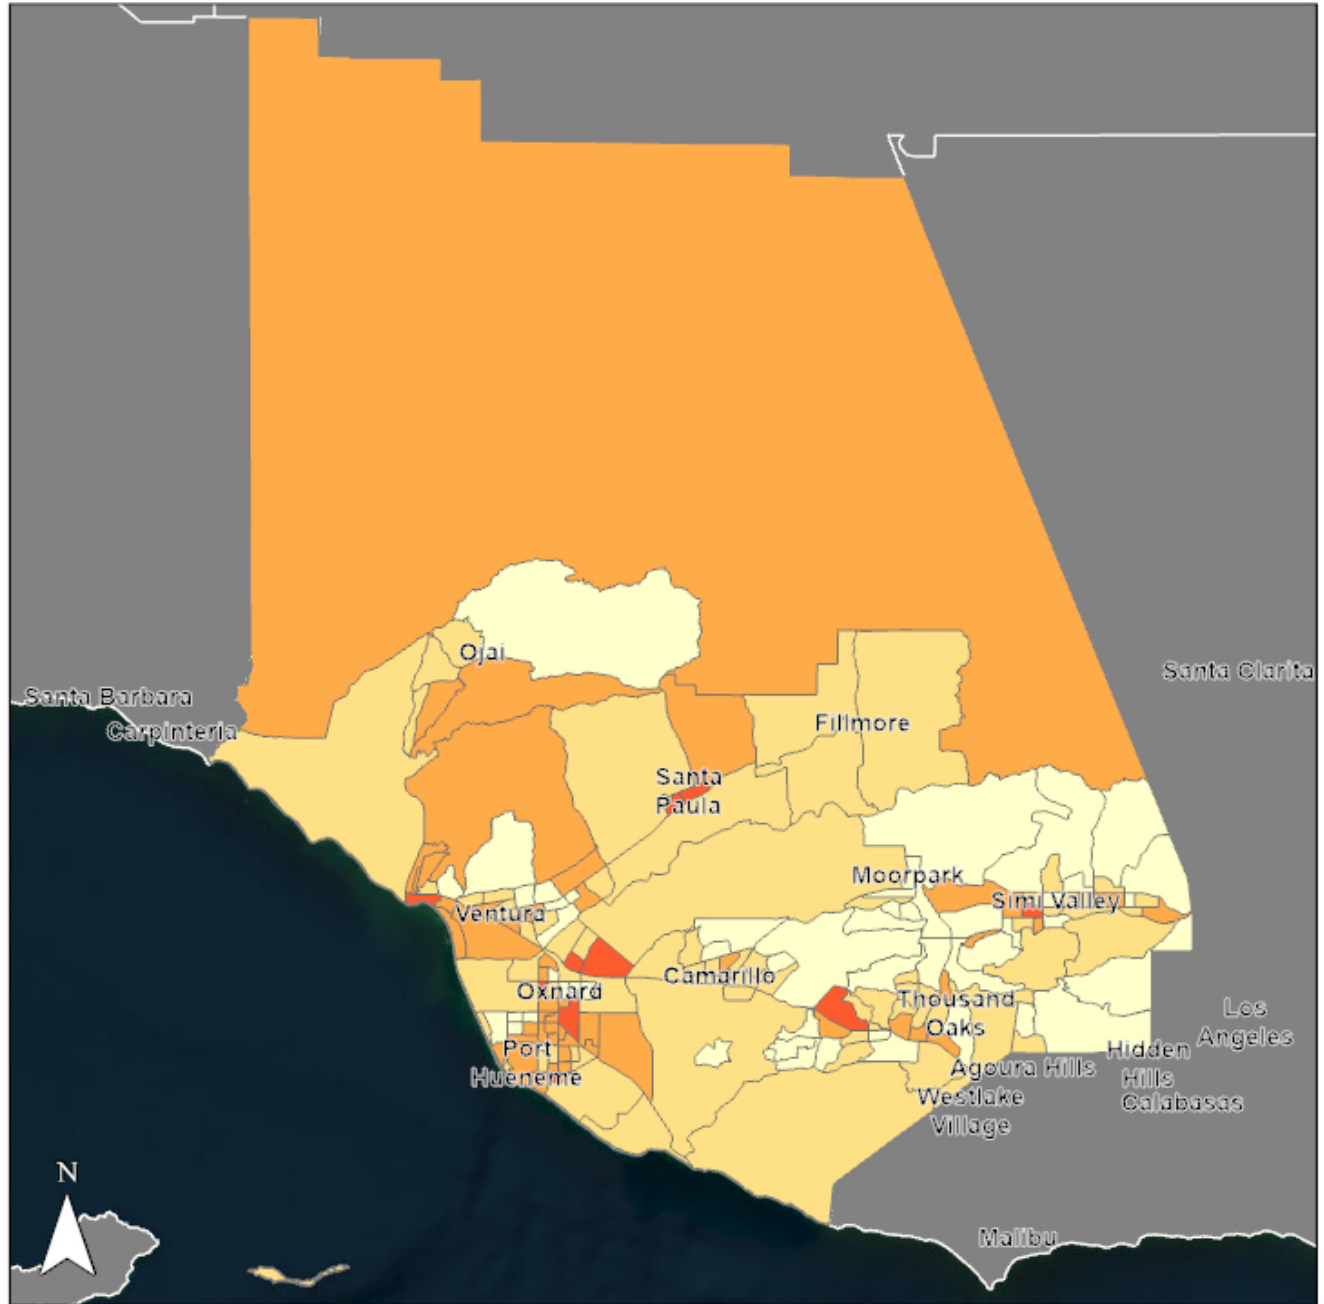 Ojai
Santa Clarita
Santa Barbara
Carpinteria
Fillmore
Santa
Paula
Moorpark
Simi Valley
Ventura
Camarillo
Oxnard
Thousand
Oaks
Los
Angeles
Port
Hueneme
Hidden
Hills
Agoura Hills
Calabasas
Westlake
Village
N
Malibu